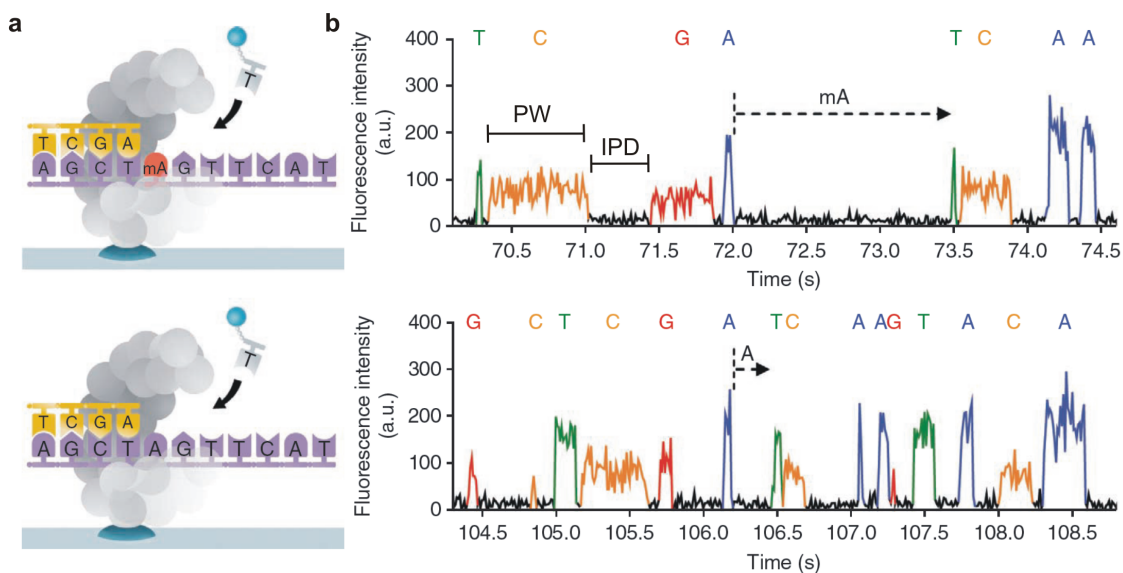 a
T
T C G A
A G C T mA G T T C A T
b
T C G A T C A A
400
300
200
100
0
Fluorescence intensity
(a.u.)
PW
IPD
mA
70.5 71.0 71.5 72.0 72.5 73.0 73.5 74.0 74.5
Time (s)
T
T C G A
A G C T A G T T C A T
G C T C G A T C A A G T A C A
400
300
200
100
0
Fluorescence intensity
(a.u.)
A
104.5 105.0 105.5 106.0 106.5 107.0 107.5 108.0 108.5
Time (s)